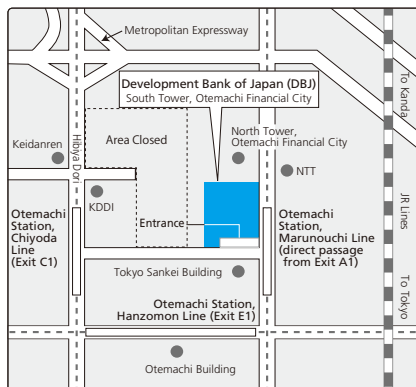 Metropolitan Expressway
To Kanda
Development Bank of Japan (DBJ)
South Tower, Otemachi Financial City
Area Closed
North Tower,
Otemachi Financial City
Keidanren
Hibiya Dori
NTT
KDDI
JR Lines
Entrance
Otemachi
Station,
Chiyoda
Line
(Exit C1)
Otemachi
Station,
Marunouchi Line
(direct passage
from Exit A1)
Tokyo Sankei Building
To Tokyo
Otemachi Station,
Hanzomon Line (Exit E1)
Otemachi Building